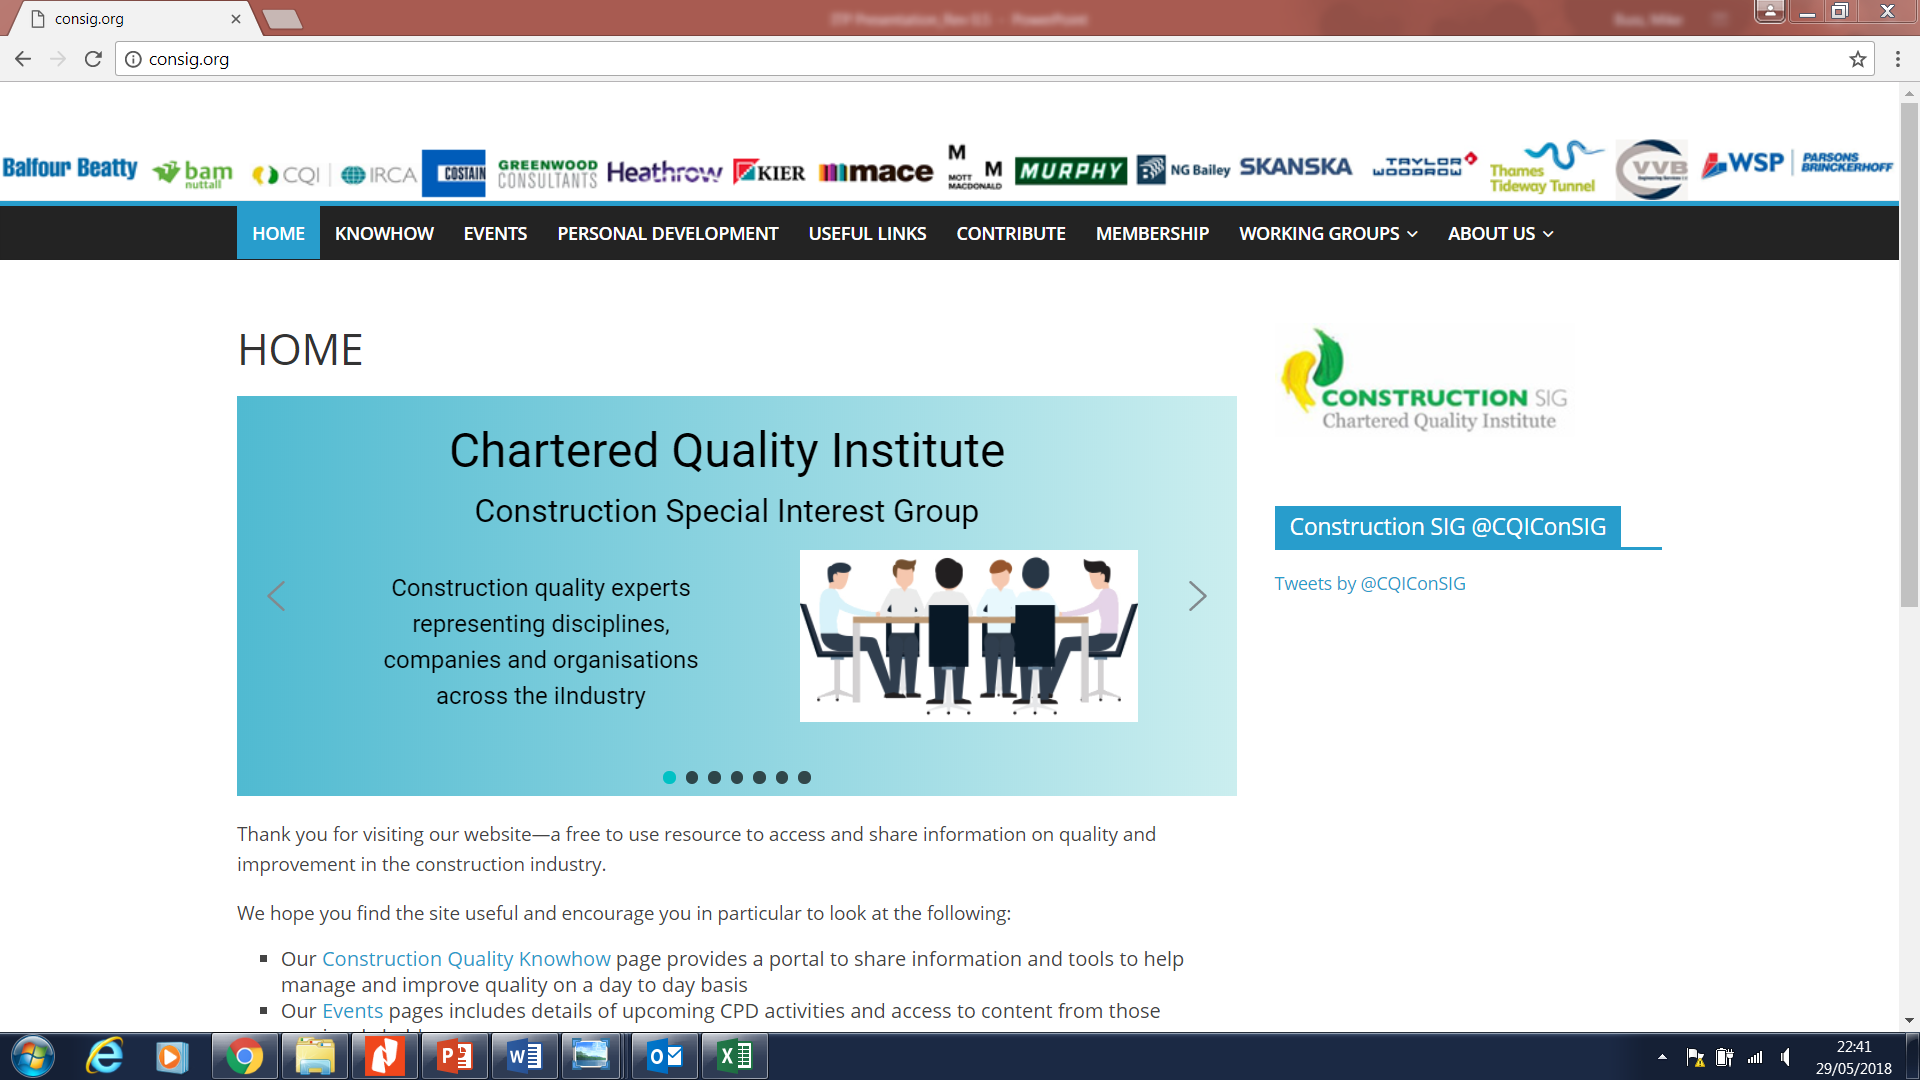 consig.org
consig.org
Balfour Beatty
bam
nuttall
CQI IRCA
COSTAIN
GREENWOOD
CONSULTANTS
Heathrow
KIER
mace
M
M
MOTT
MACDONALD
MURPHY
NG Bailey
SKANSKA
TAYLOR
WOODROW
Thames
Tideway Tunnel
VVB
WSP
PARSONS
BRINCKERHOFF
HOME KNOWHOW EVENTS PERSONAL DEVELOPMENT USEFUL LINKS CONTRIBUTE MEMBERSHIP WORKING GROUPS ABOUT US
HOME
Chartered Quality Institute
Construction Special Interest Group
Construction quality experts
representing disciplines,
companies and organisations
across the iIndustry
CONSTRUCTION SIG
Chartered Quality Institute
Construction SIG @CQIConSIG
Tweets by @CQIConSIG
Thank you for visiting our website—a free to use resource to access and share information on quality and
improvement in the construction industry.
We hope you find the site useful and encourage you in particular to look at the following:
Our Construction Quality Knowhow page provides a portal to share information and tools to help
manage and improve quality on a day to day basis
Our Events pages includes details of upcoming CPD activities and access to content from those
22:41
29/05/2018